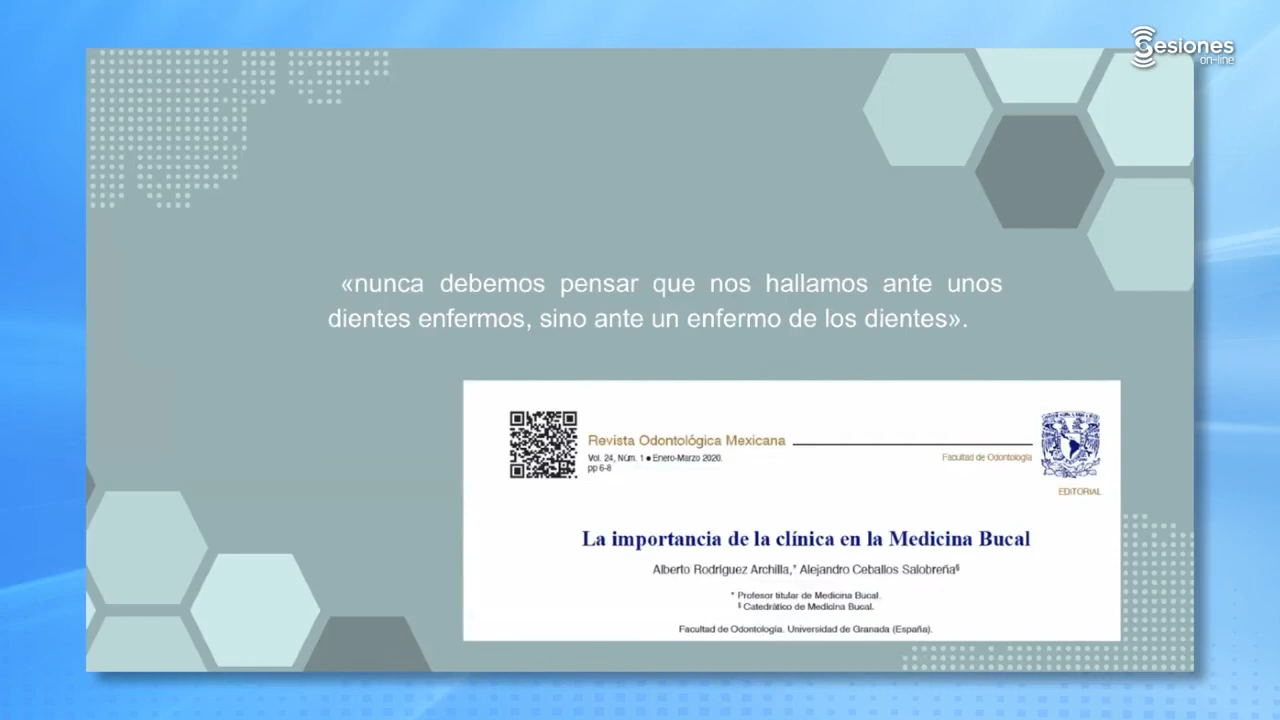 Sesiones
on-line
«nunca debemos pensar que nos hallamos ante unos
dientes enfermos, sino ante un enfermo de los dientes».
Revista Odontológica Mexicana
Vol. 24, Núm. 1 ● Enero-Marzo 2020.
pp 6-8
Facultad de Odontología
EDITORIAL
La importancia de la clínica en la Medicina Bucal
Alberto Rodríguez Archilla,* Alejandro Ceballos Salobreña§
* Profesor titular de Medicina Bucal.
§ Catedrático de Medicina Bucal.
Facultad de Odontología. Universidad de Granada (España).